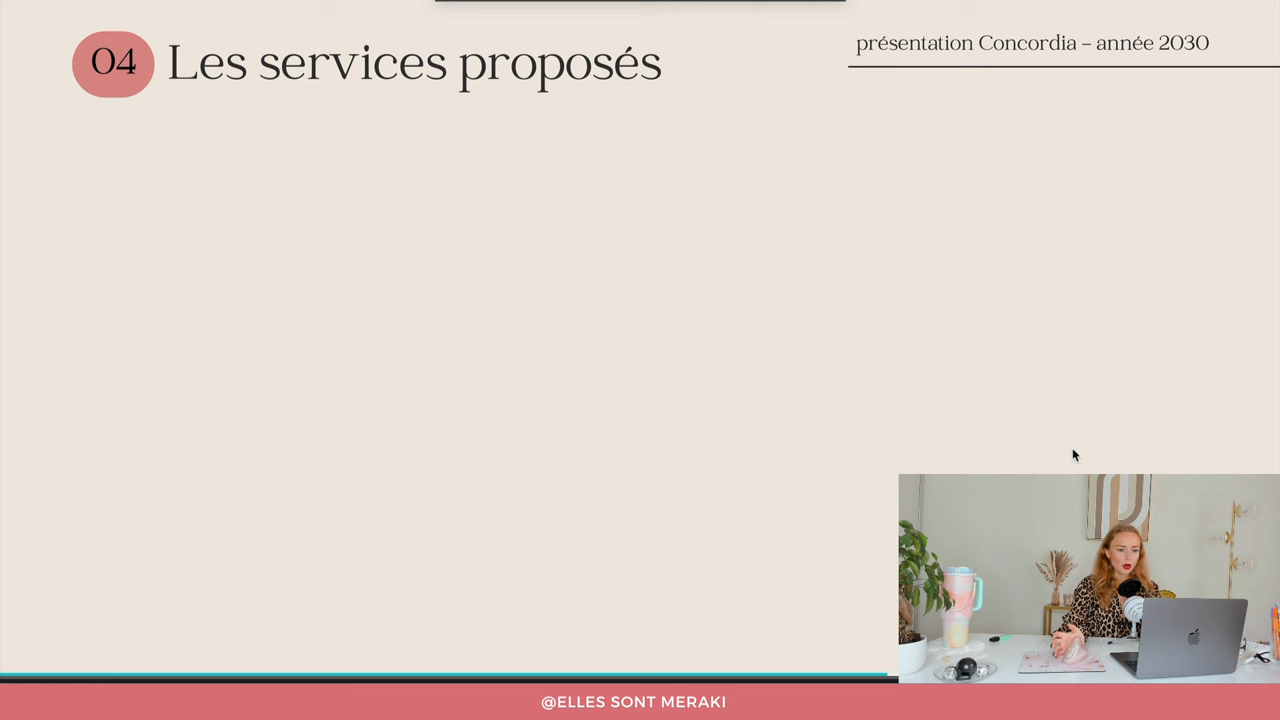 04 Les services proposés
présentation Concordia – année 2030
@ELLES SONT MERAKI